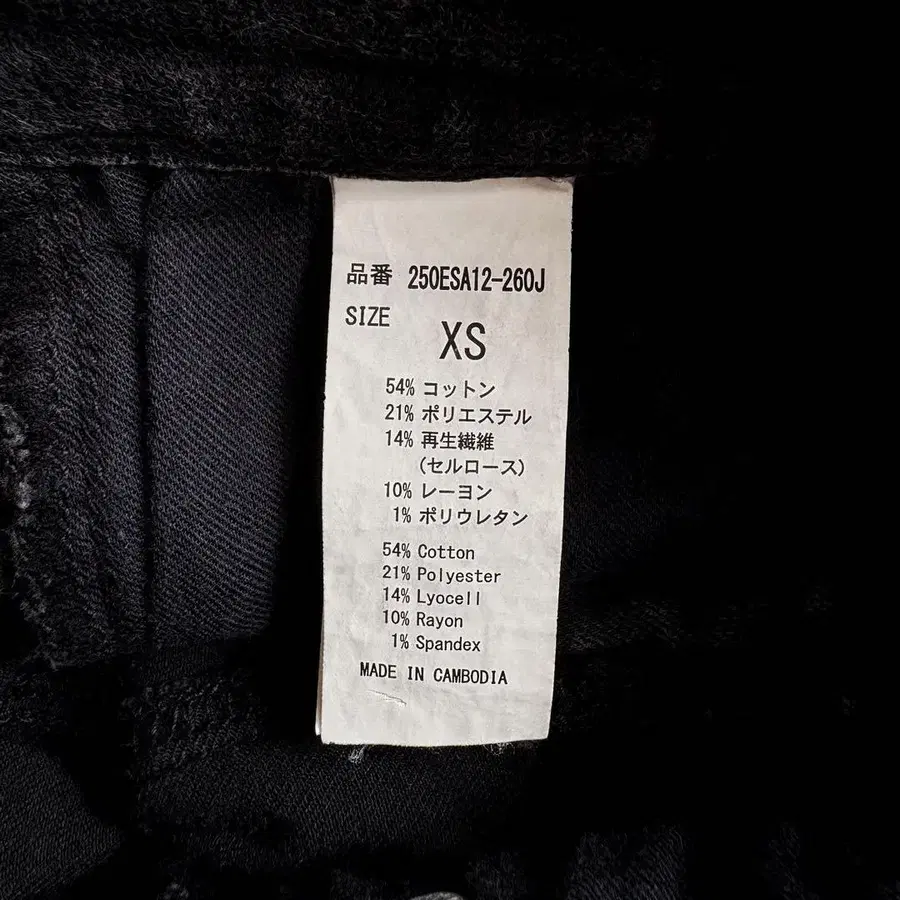 品番 250ESA12-260J
SIZE
XS
54% コットン
21% ポリエステル
14% 再生繊維
(セルロース)
10% レーヨン
1% ポリウレタン
54% Cotton
21% Polyester
14% Lyocell
10% Rayon
1% Spandex
MADE IN CAMBODIA